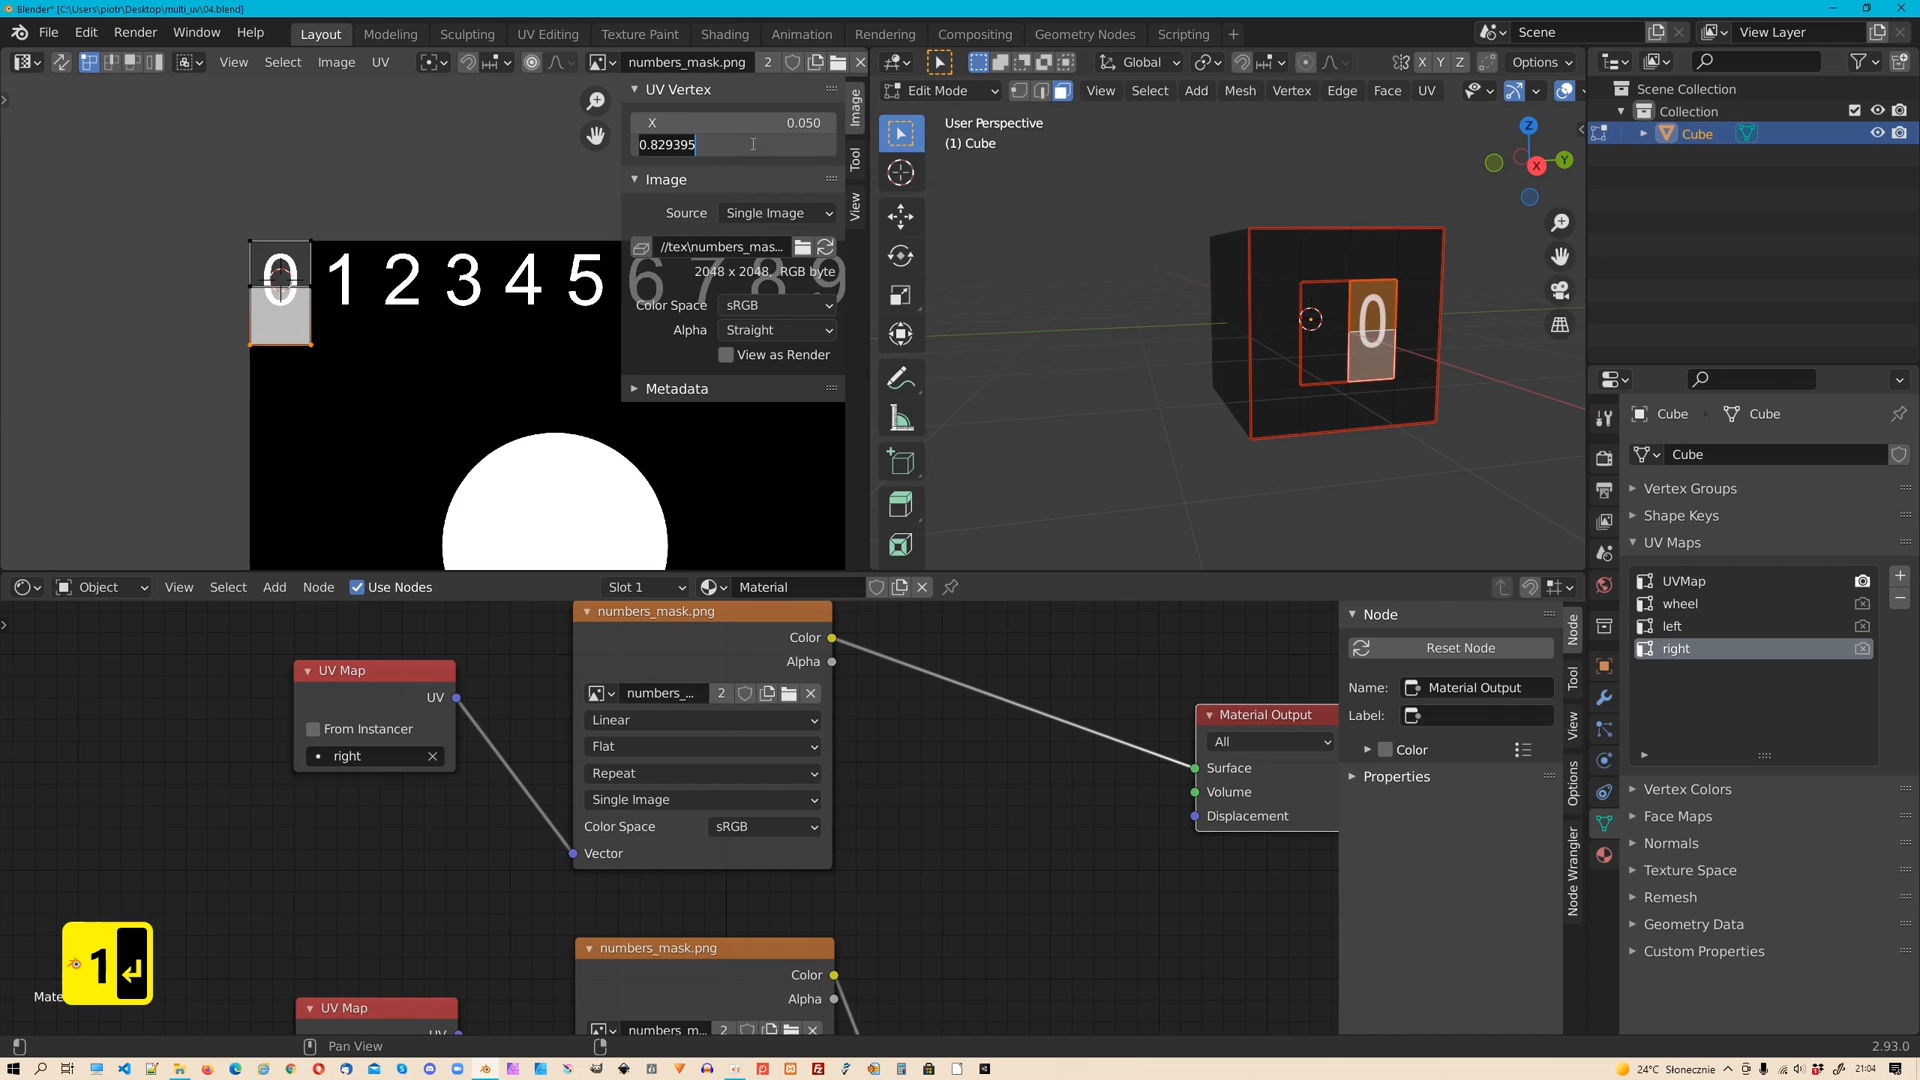 Blender* [C:\Users\piotr\Desktop\multi_uv\04.blend]
File Edit Render Window Help Layout Modeling Sculpting UV Editing Texture Paint Shading Animation Rendering Compositing Geometry Nodes Scripting + Scene View Layer
View Select Image UV numbers_mask.png 2 Global X Y Z Options
UV Vertex
X 0.050
0.829395
Image
Source Single Image
//tex\numbers_mas...
2048 x 2048, RGB byte
Color Space sRGB
Alpha Straight
View as Render
Metadata
Image
Tool
View
0 1 2 3 4 5 6 7 8 9
Edit Mode View Select Add Mesh Vertex Edge Face UV
User Perspective
(1) Cube
Z
Y
X
0
Scene Collection
Collection
Cube
Cube Cube
Cube
Vertex Groups
Shape Keys
UV Maps
UVMap
wheel
left
right
Vertex Colors
Face Maps
Normals
Texture Space
Remesh
Geometry Data
Custom Properties
Object View Select Add Node Use Nodes Slot 1 Material
UV Map
UV
From Instancer
right
numbers_mask.png
Color
Alpha
numbers_... 2
Linear
Flat
Repeat
Single Image
Color Space sRGB
Vector
Material Output
All
Surface
Volume
Displacement
Node
Reset Node
Name: Material Output
Label:
Color
Properties
Node
Tool
View
Options
Node Wrangler
numbers_mask.png
Color
Alpha
numbers_m... 2
UV Map
UV
1
Mate
Pan View 2.93.0
24°C Słonecznie 21:04